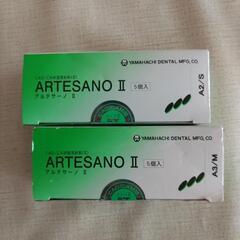 YAMAHACHI DENTAL MFG., CO.
ARTESANO II
アルテサーノ II
5個入
A2/S
YAMAHACHI DENTAL MFG., CO.
ARTESANO II
アルテサーノ II
5個入
A3/M